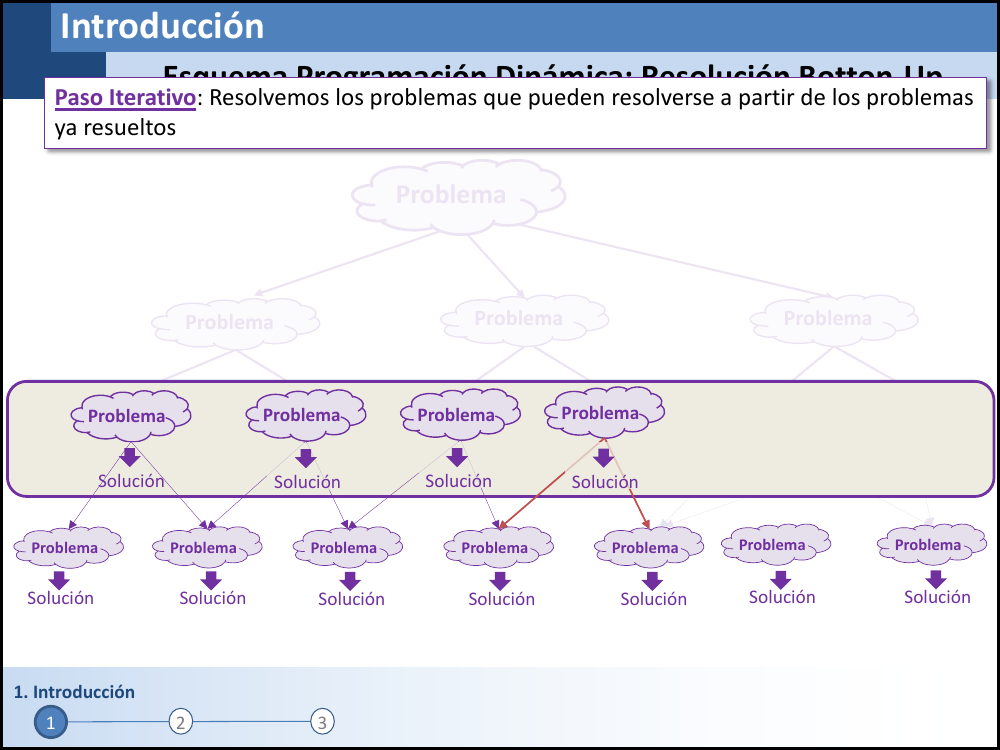 Introducción
Esquema Programación Dinámica: Resolución Botton-Up
Paso Iterativo: Resolvemos los problemas que pueden resolverse a partir de los problemas
ya resueltos
Problema
Problema Problema Problema
Problema Problema Problema Problema
Solución Solución Solución Solución
Problema Problema Problema Problema Problema Problema Problema
Solución Solución Solución Solución Solución Solución Solución
1. Introducción
1 2 3